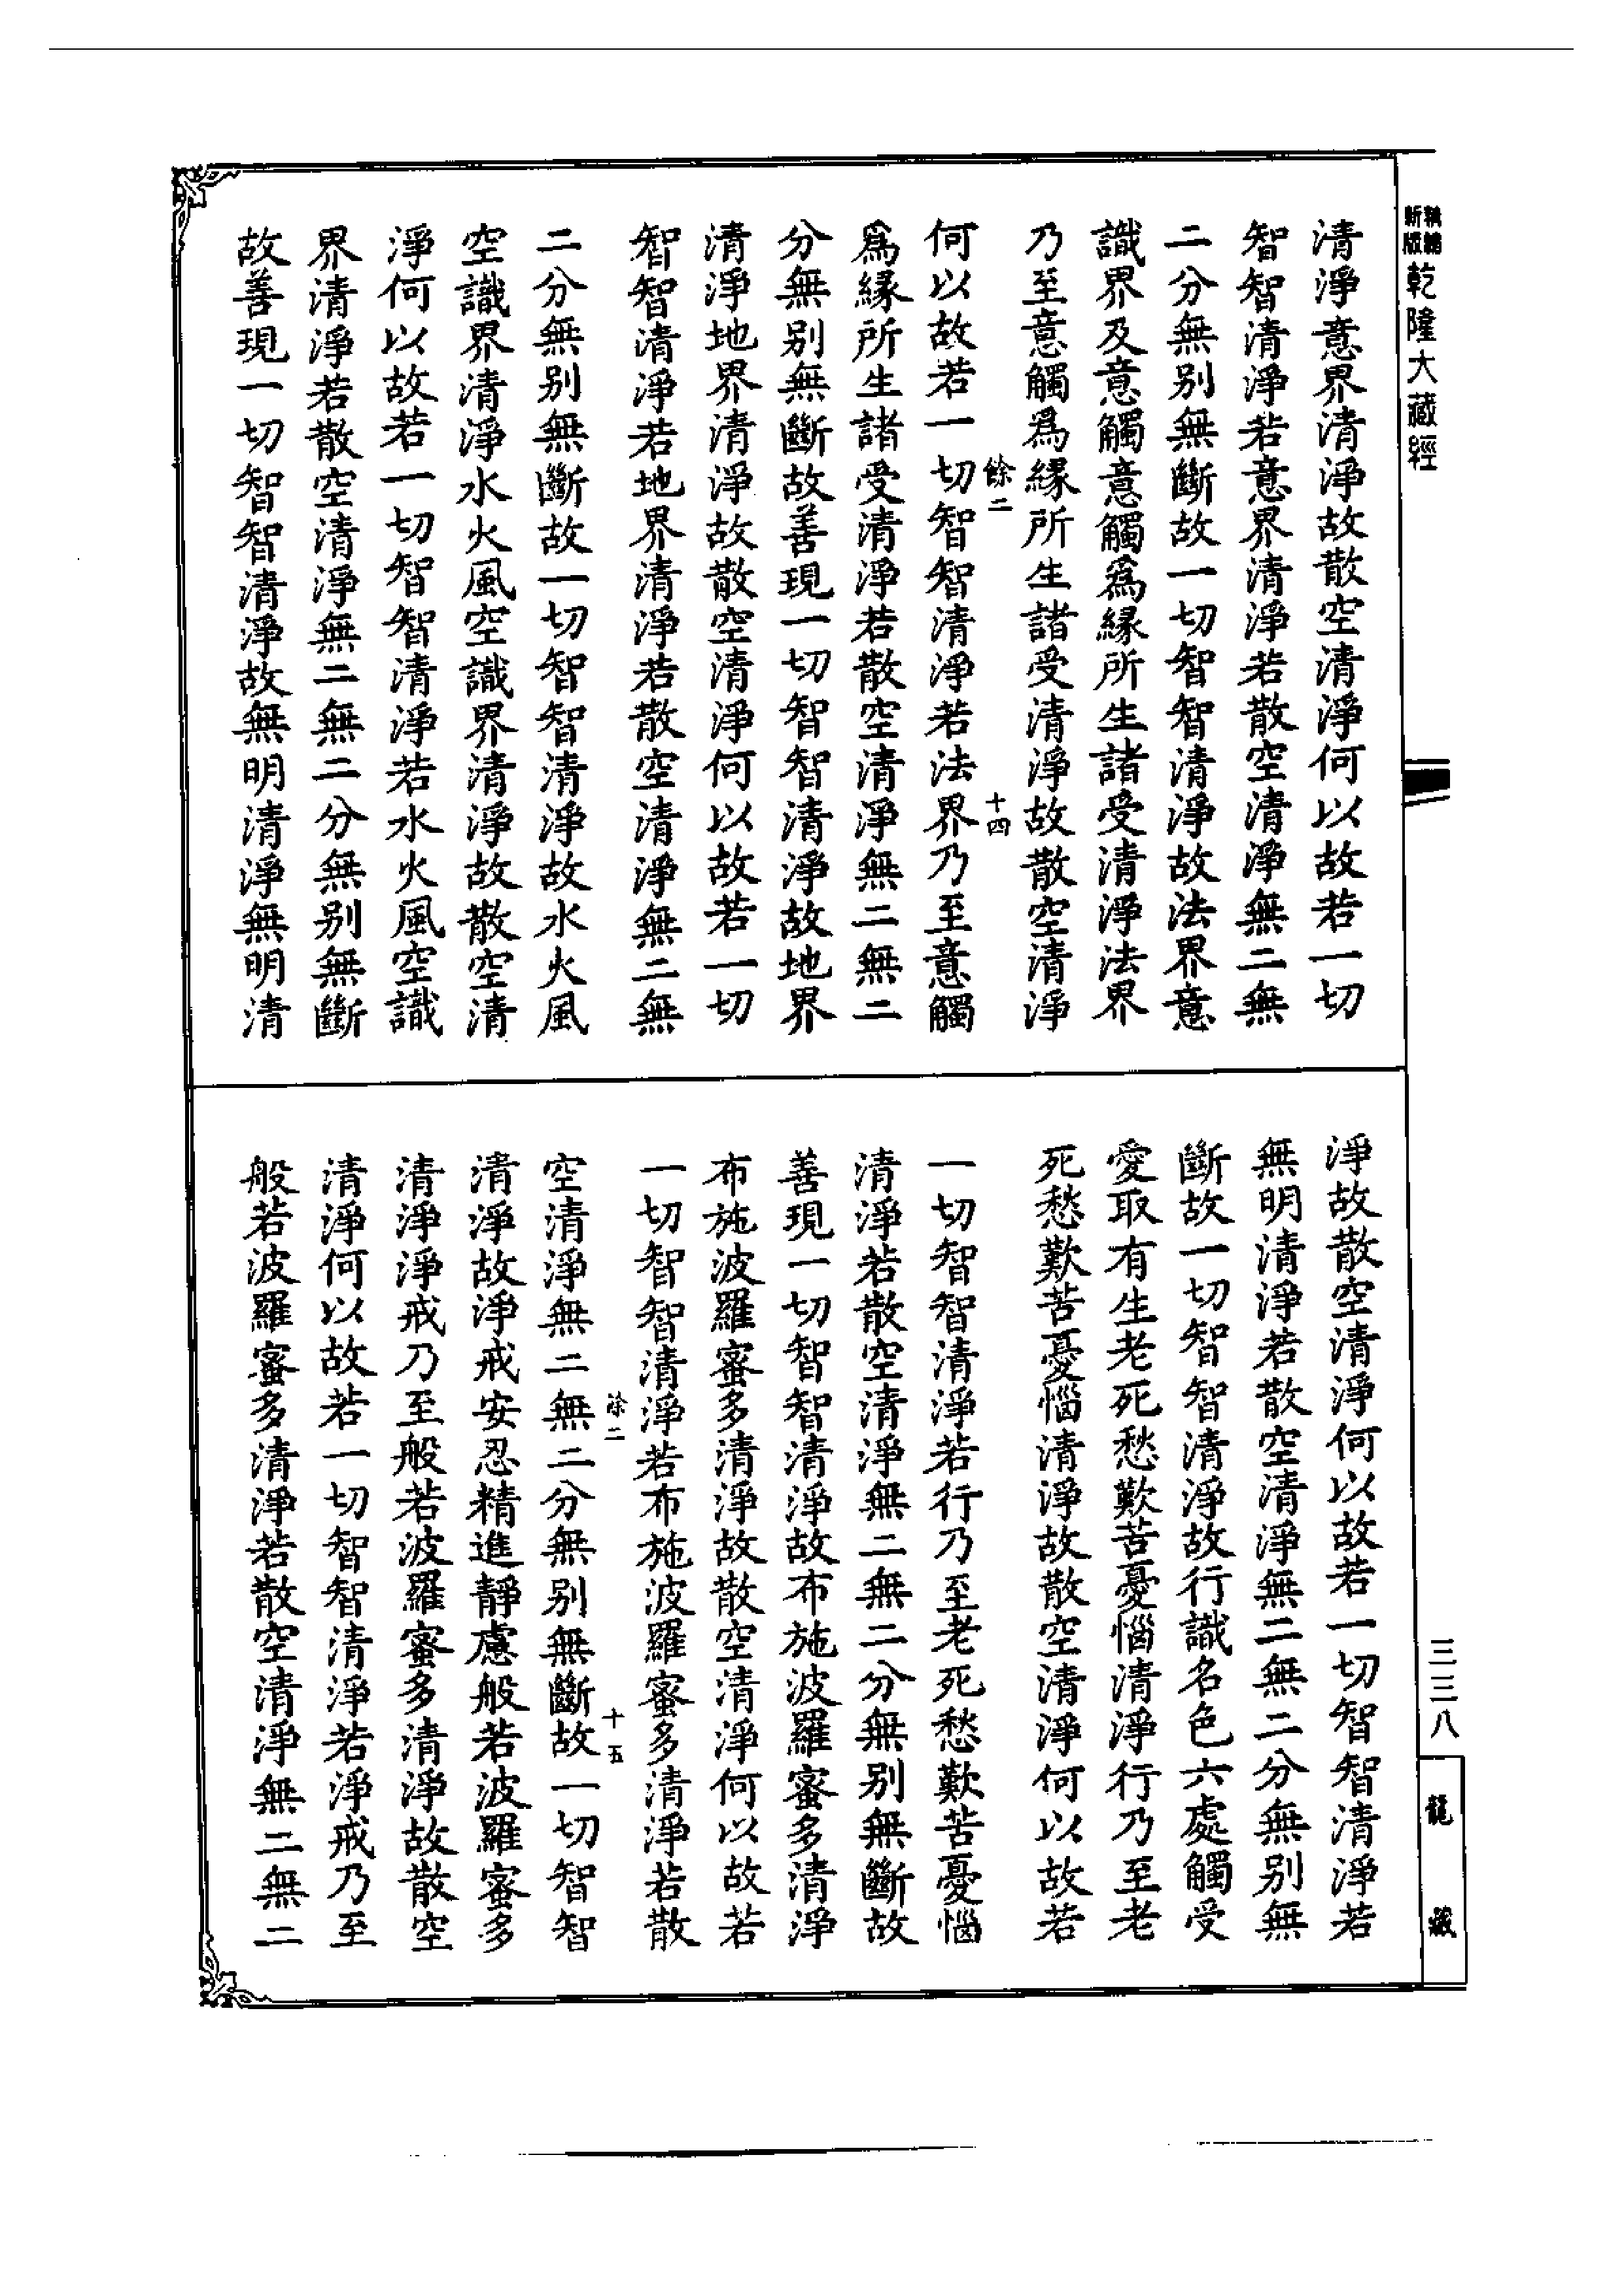 新版
乾隆大藏經
清淨意界清淨故散空清淨何以故若一切
智智清淨若意界清淨若散空清淨無二無
二分無别無斷故一切智智清淨故法界意
識界及意觸意觸爲緣所生諸受清淨法界
乃至意觸爲緣所生諸受清淨故散空清淨
餘二
十四
何以故若一切智智清淨若法界乃至意觸
爲緣所生諸受清淨若散空清淨無二無二
分無别無斷故善現一切智智清淨故地界
清淨地界清淨故散空清淨何以故若一切
智智清淨若地界清淨若散空清淨無二無
二分無别無斷故一切智智清淨故水火風
空識界清淨水火風空識界清淨故散空清
淨何以故若一切智智清淨若水火風空識
界清淨若散空清淨無二無二分無别無斷
故善現一切智智清淨故無明清淨無明清
淨故散空清淨何以故若一切智智清淨若
無明清淨若散空清淨無二無二分無别無
斷故一切智智清淨故行識名色六處觸受
愛取有生老死愁歎苦憂惱清淨行乃至老
死愁歎苦憂惱清淨故散空清淨何以故若
一切智智清淨若行乃至老死愁歎苦憂惱
清淨若散空清淨無二無二分無别無斷故
善現一切智智清淨故布施波羅蜜多清淨
布施波羅蜜多清淨故散空清淨何以故若
一切智智清淨若布施波羅蜜多清淨若散
餘二
十五
空清淨無二無二分無别無斷故一切智智
清淨故淨戒安忍精進靜慮般若波羅蜜多
清淨淨戒乃至般若波羅蜜多清淨故散空
清淨何以故若一切智智清淨若淨戒乃至
般若波羅蜜多清淨若散空清淨無二無二
三三八
龍藏